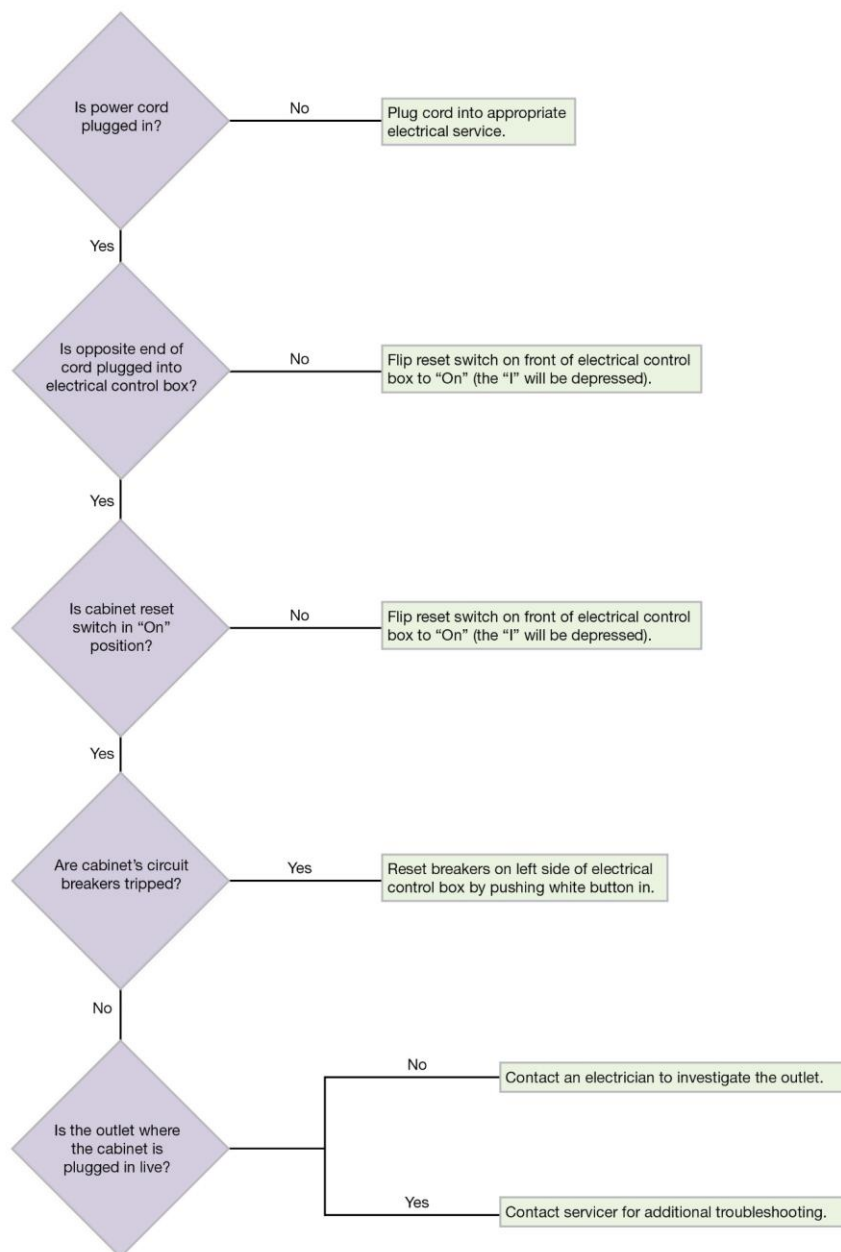 Is power cord
plugged in?
No
Plug cord into appropriate
electrical service.
Yes
Is opposite end of
cord plugged into
electrical control box?
No
Flip reset switch on front of electrical control
box to “On” (the “I” will be depressed).
Yes
Is cabinet reset
switch in “On”
position?
No
Flip reset switch on front of electrical control
box to “On” (the “I” will be depressed).
Yes
Are cabinet’s circuit
breakers tripped?
Yes
Reset breakers on left side of electrical
control box by pushing white button in.
No
Is the outlet where
the cabinet is
plugged in live?
No
Contact an electrician to investigate the outlet.
Yes
Contact servicer for additional troubleshooting.